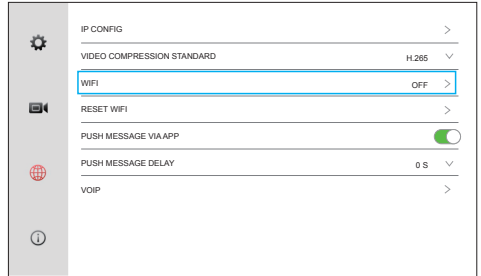 IP CONFIG
VIDEO COMPRESSION STANDARD H.265
WIFI OFF
RESET WIFI
PUSH MESSAGE VIA APP
PUSH MESSAGE DELAY 0 S
VOIP